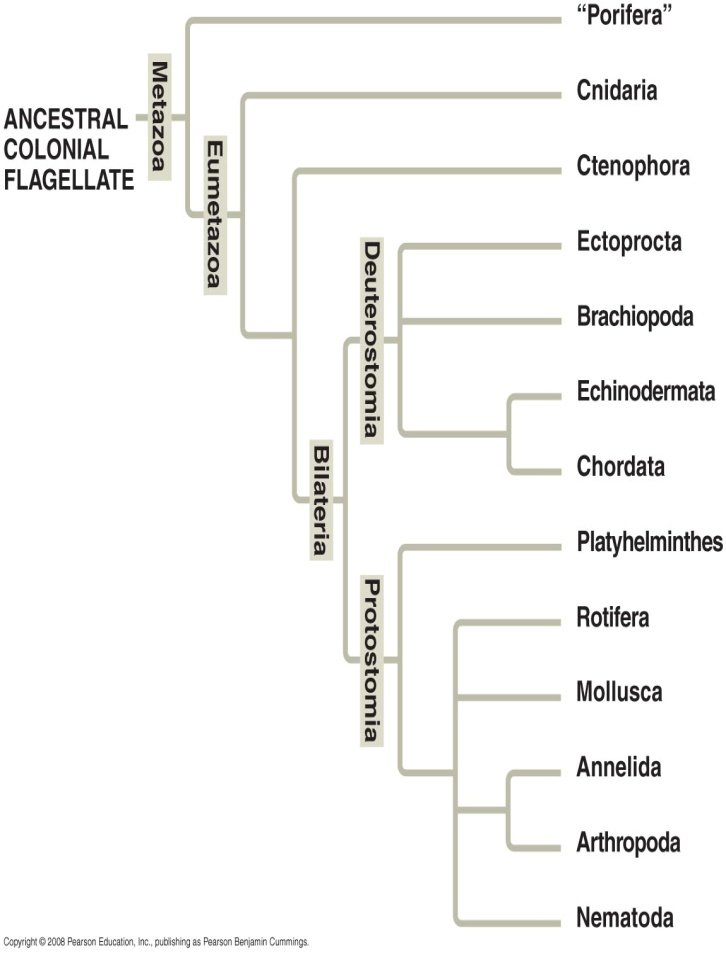 “Porifera”
Cnidaria
Metazoa
ANCESTRAL
COLONIAL
FLAGELLATE
Eumetazoa
Ctenophora
Ectoprocta
Deuterostomia
Brachiopoda
Echinodermata
Chordata
Bilateria
Platyhelminthes
Protostomia
Rotifera
Mollusca
Annelida
Arthropoda
Nematoda
Copyright © 2008 Pearson Education, Inc., publishing as Pearson Benjamin Cummings.